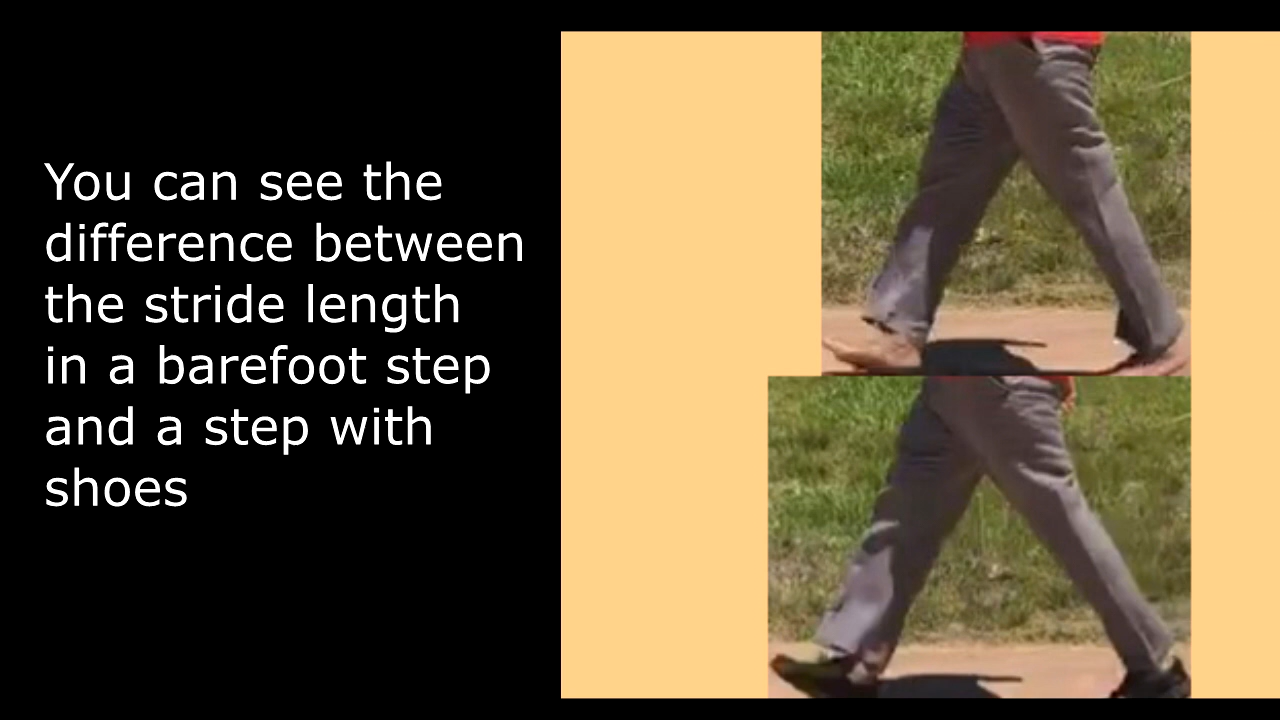 You can see the
difference between
the stride length
in a barefoot step
and a step with
shoes